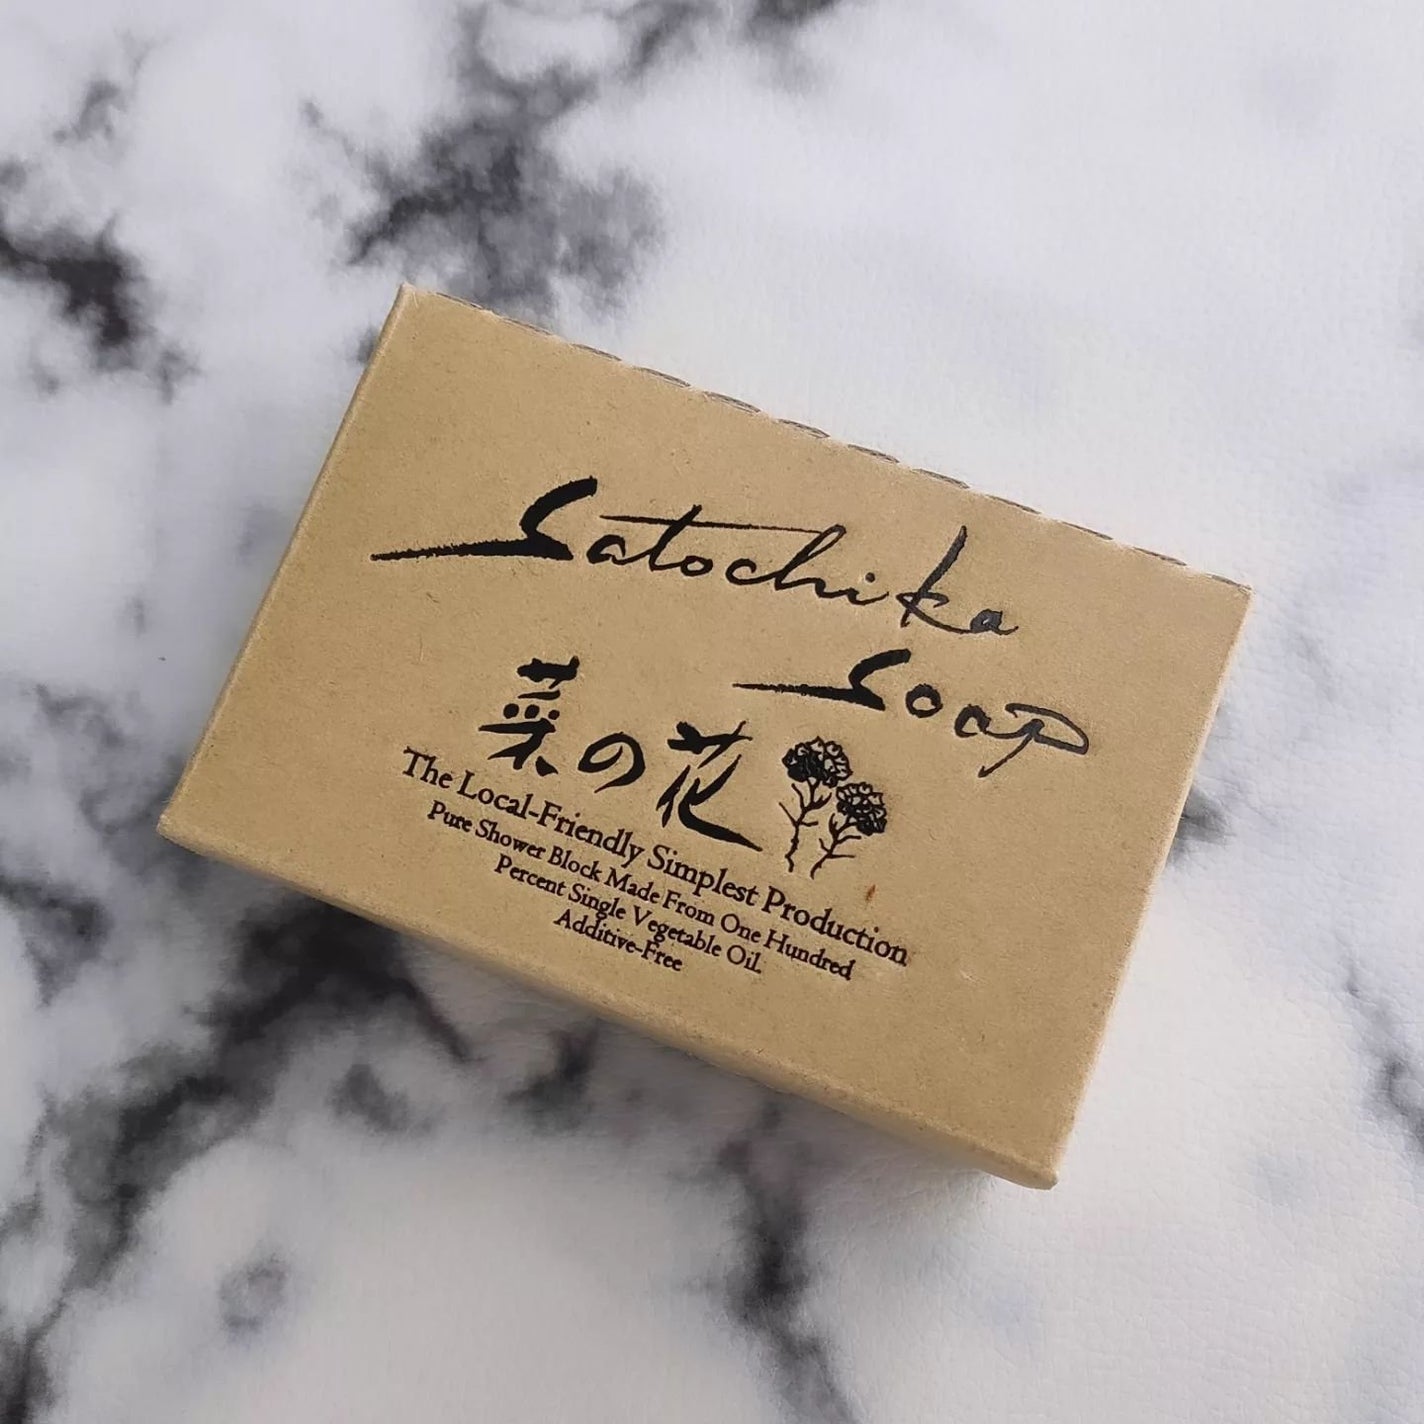 Satochika
Soap
菜の花
The Local-Friendly Simplest Production
Pure Shower Block Made From One Hundred
Percent Single Vegetable Oil.
Additive-Free